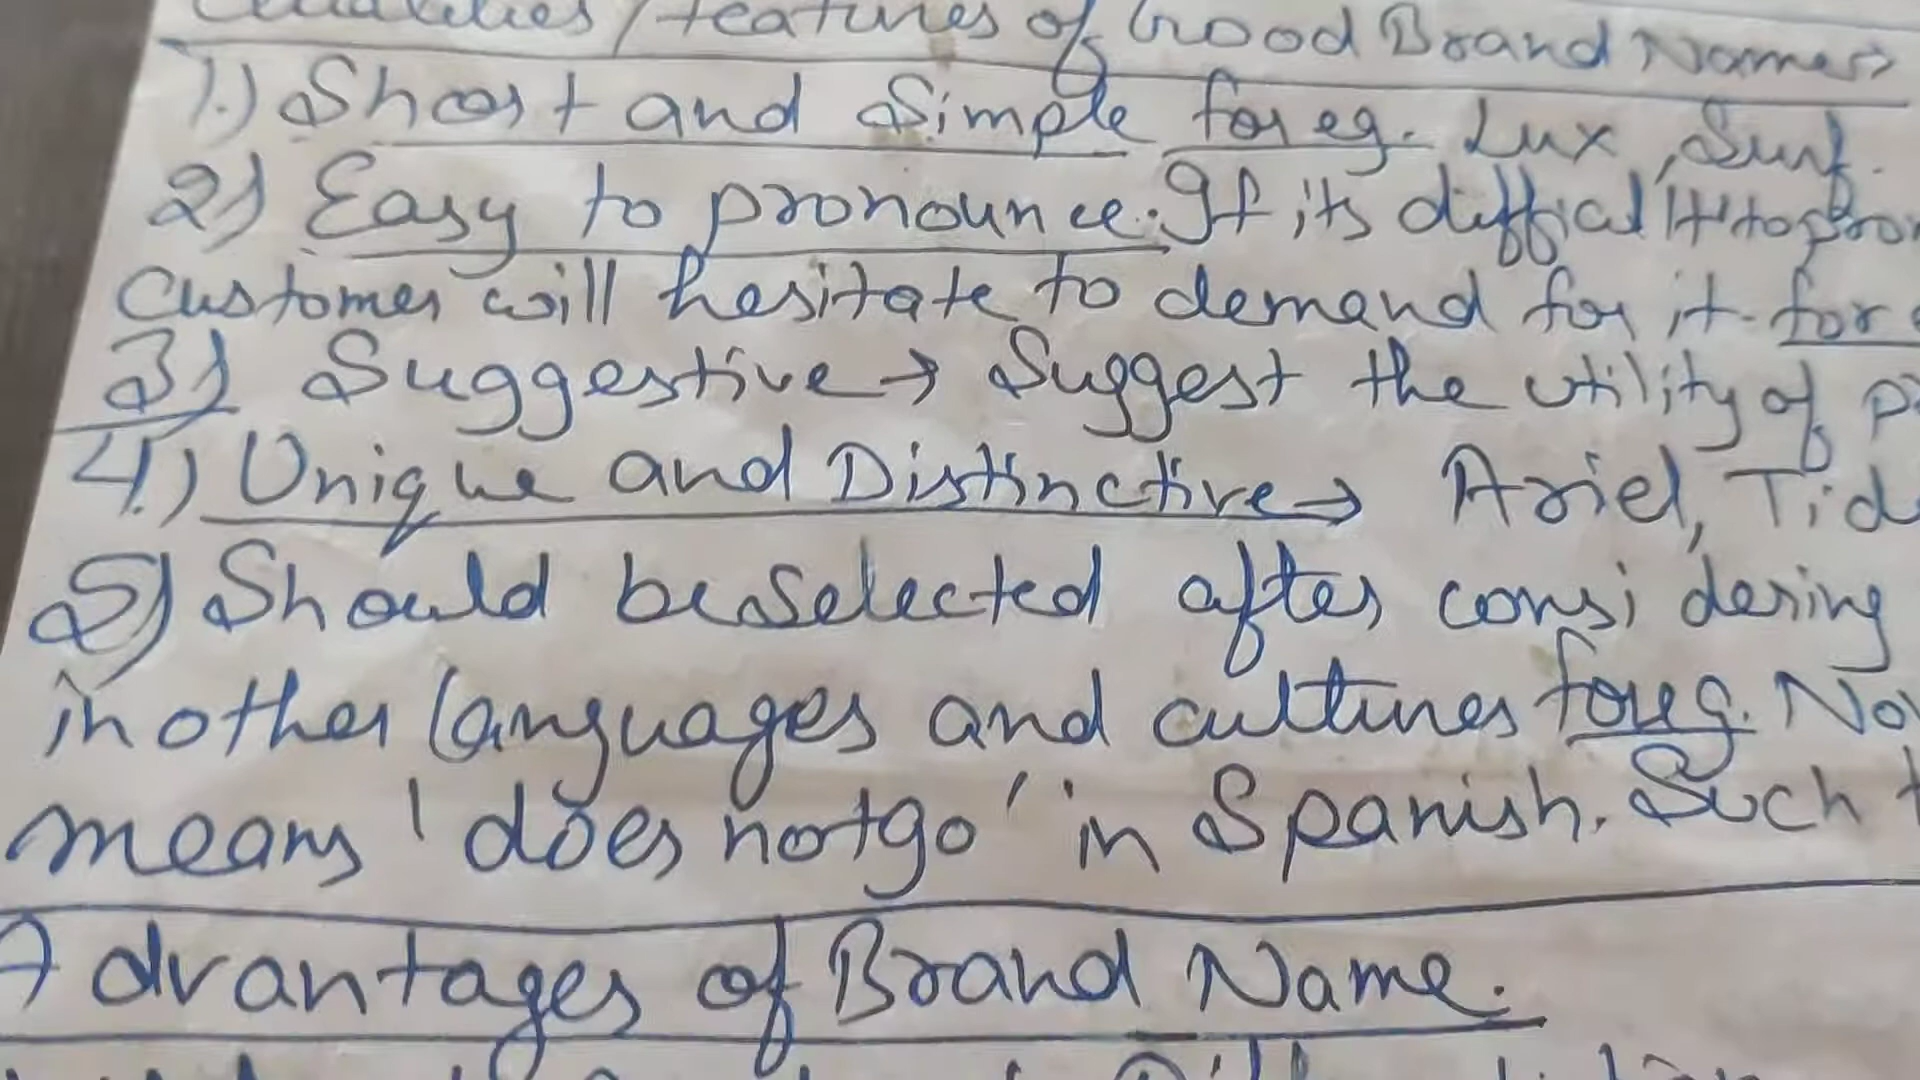 Qualities/features of Good Brand Names
1.) Short and Simple for eg. Lux, Surf.
2) Easy to pronounce. If its difficult to
Customer will hesitate to demand for it. for
3) Suggestive → Suggest the utility of
4.) Unique and Distinctive → Ariel, Tid
5) Should be selected after considering
in other languages and cultures for eg.
means 'does not go' in Spanish. Such
Advantages of Brand Name.